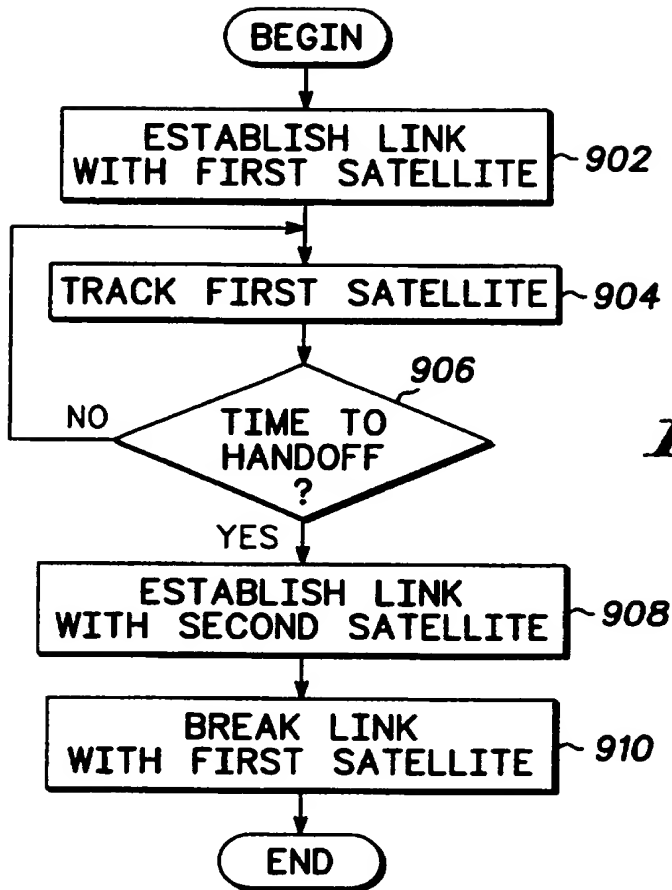 BEGIN
ESTABLISH LINK
WITH FIRST SATELLITE
902
TRACK FIRST SATELLITE
904
906
TIME TO
HANDOFF
?
NO
YES
ESTABLISH LINK
WITH SECOND SATELLITE
908
BREAK LINK
WITH FIRST SATELLITE
910
END